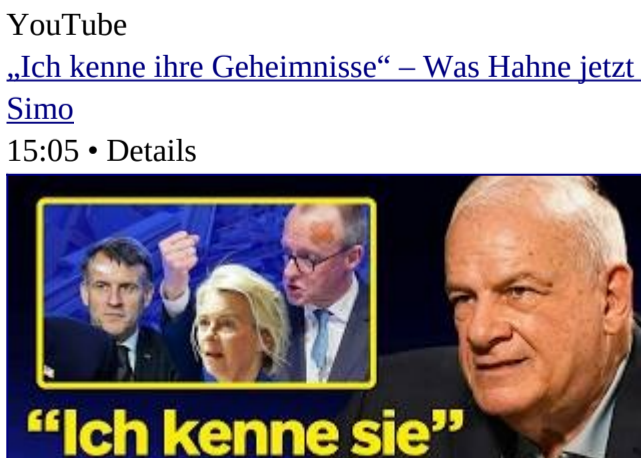 YouTube
„Ich kenne ihre Geheimnisse“ – Was Hahne jetzt
Simo
15:05 • Details
“Ich kenne sie”